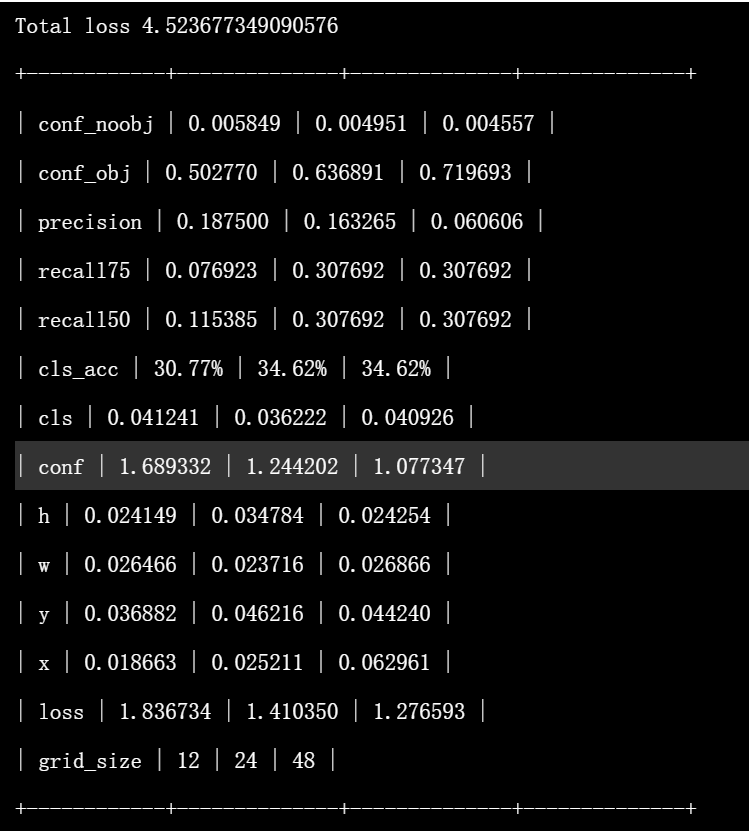 Total loss 4.523677349090576
+------------+--------------+--------------+--------------+
| conf_noobj | 0.005849 | 0.004951 | 0.004557 |
| conf_obj | 0.502770 | 0.636891 | 0.719693 |
| precision | 0.187500 | 0.163265 | 0.060606 |
| recall75 | 0.076923 | 0.307692 | 0.307692 |
| recall50 | 0.115385 | 0.307692 | 0.307692 |
| cls_acc | 30.77% | 34.62% | 34.62% |
| cls | 0.041241 | 0.036222 | 0.040926 |
| conf | 1.689332 | 1.244202 | 1.077347 |
| h | 0.024149 | 0.034784 | 0.024254 |
| w | 0.026466 | 0.023716 | 0.026866 |
| y | 0.036882 | 0.046216 | 0.044240 |
| x | 0.018663 | 0.025211 | 0.062961 |
| loss | 1.836734 | 1.410350 | 1.276593 |
| grid_size | 12 | 24 | 48 |
+------------+--------------+--------------+--------------+